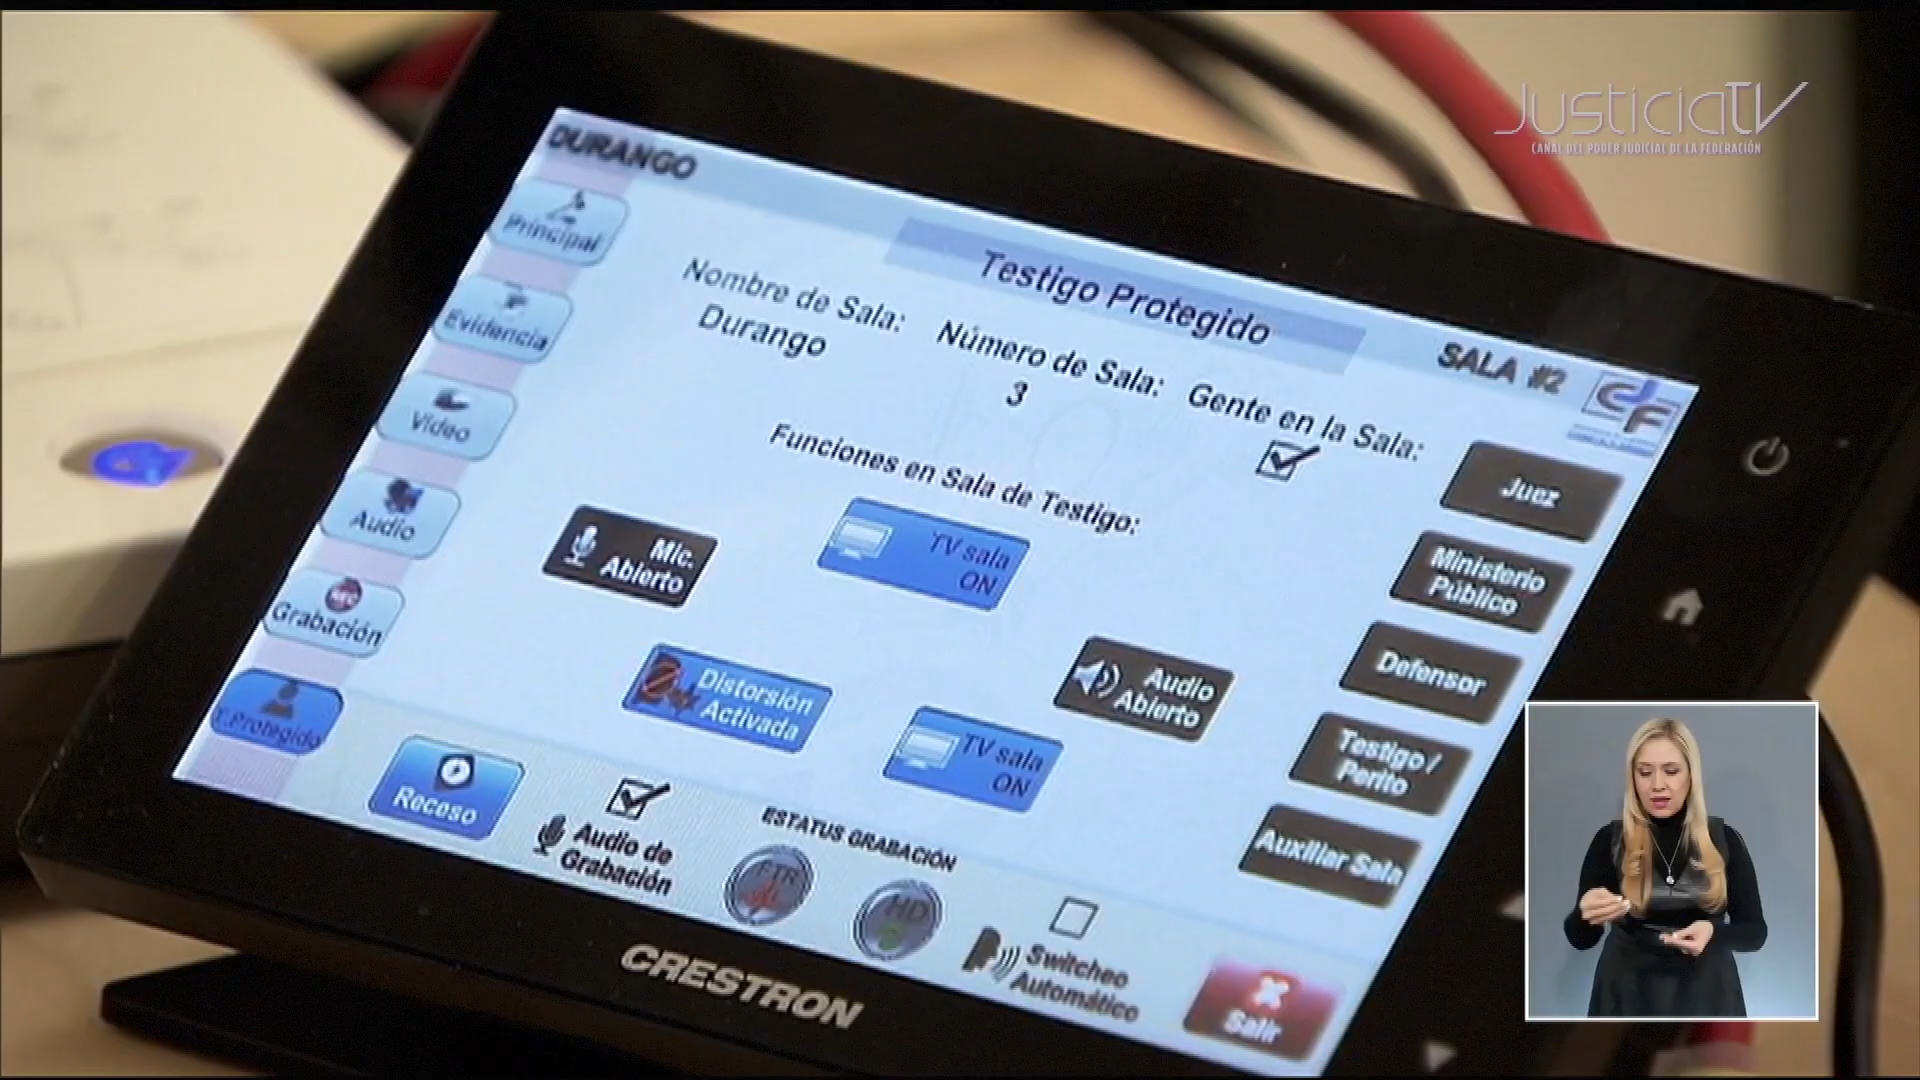 JusticiaTV
CANAL DEL PODER JUDICIAL DE LA FEDERACIÓN
DURANGO
Testigo Protegido
SALA #2
CJF
Principal
Evidencia
Video
Audio
REC
Grabación
T.Protegido
Nombre de Sala:
Durango
Número de Sala:
3
Gente en la Sala:
Funciones en Sala de Testigo:
Mic.
Abierto
TV sala
ON
Distorsión
Activada
TV sala
ON
Audio
Abierto
Juez
Ministerio
Público
Defensor
Testigo /
Perito
Auxiliar Sala
Receso
Audio de
Grabación
ESTATUS GRABACIÓN
FTR
HD
Switcheo
Automático
Salir
CRESTRON